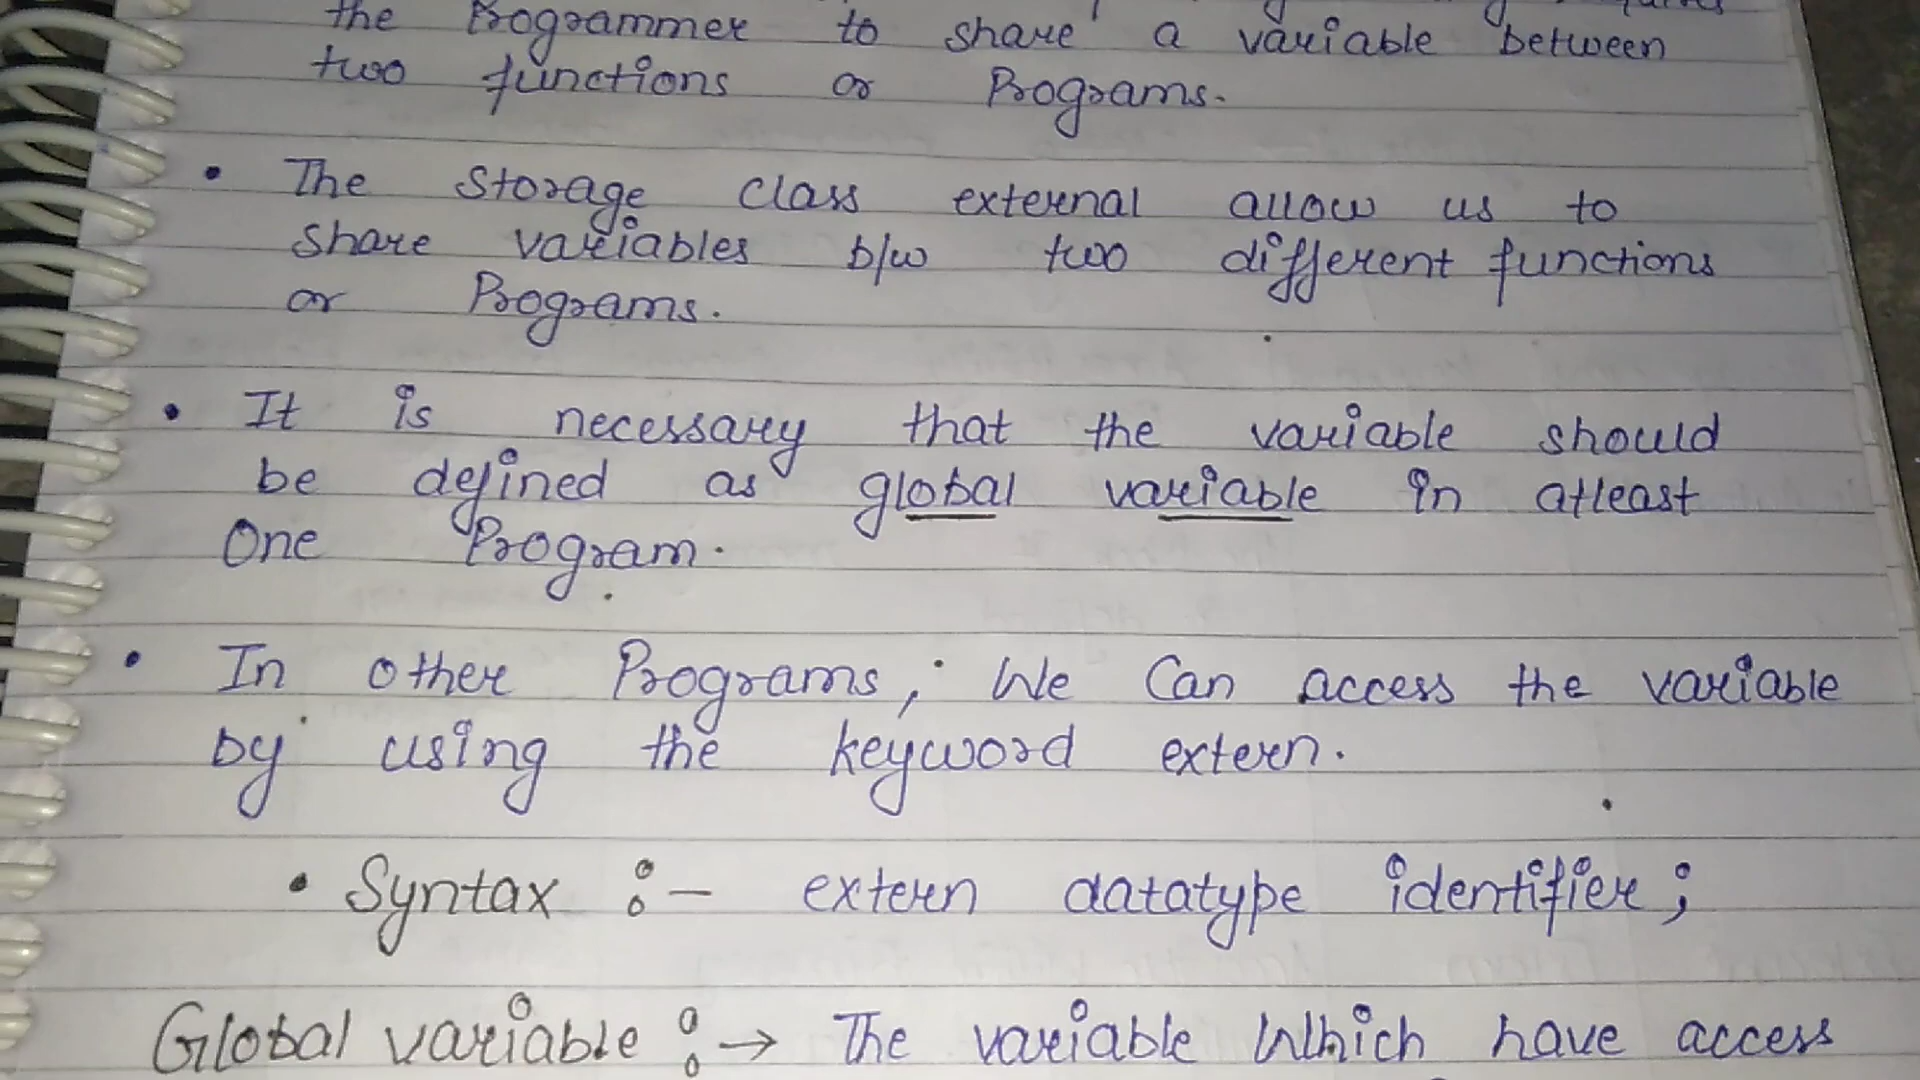 the Programmer to share a variable between
two functions or Programs.
• The storage class external allow us to
share variables b/w two different functions
or Programs.
• It is necessary that the variable should
be defined as global variable in atleast
One Program.
• In other Programs, We Can access the variable
by using the keyword extern.
• Syntax :- extern datatype identifier;
Global variable :→ The variable Which have access